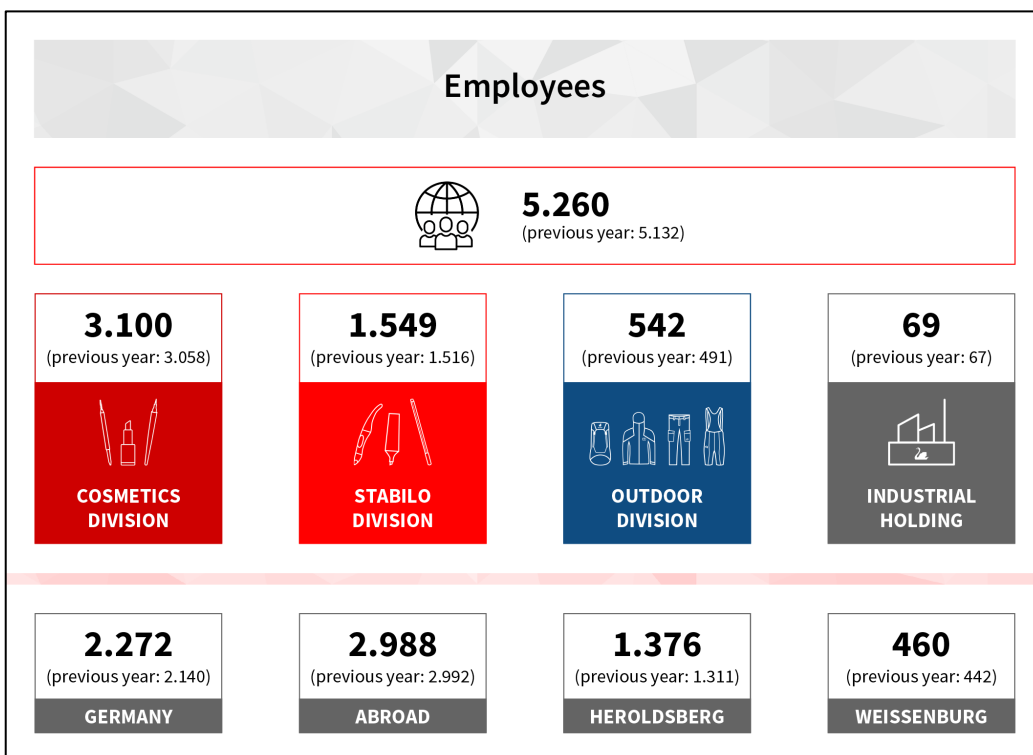 Employees
5.260
(previous year: 5.132)
3.100
(previous year: 3.058)
COSMETICS
DIVISION
1.549
(previous year: 1.516)
STABILO
DIVISION
542
(previous year: 491)
OUTDOOR
DIVISION
69
(previous year: 67)
INDUSTRIAL
HOLDING
2.272
(previous year: 2.140)
GERMANY
2.988
(previous year: 2.992)
ABROAD
1.376
(previous year: 1.311)
HEROLDSBERG
460
(previous year: 442)
WEISSENBURG